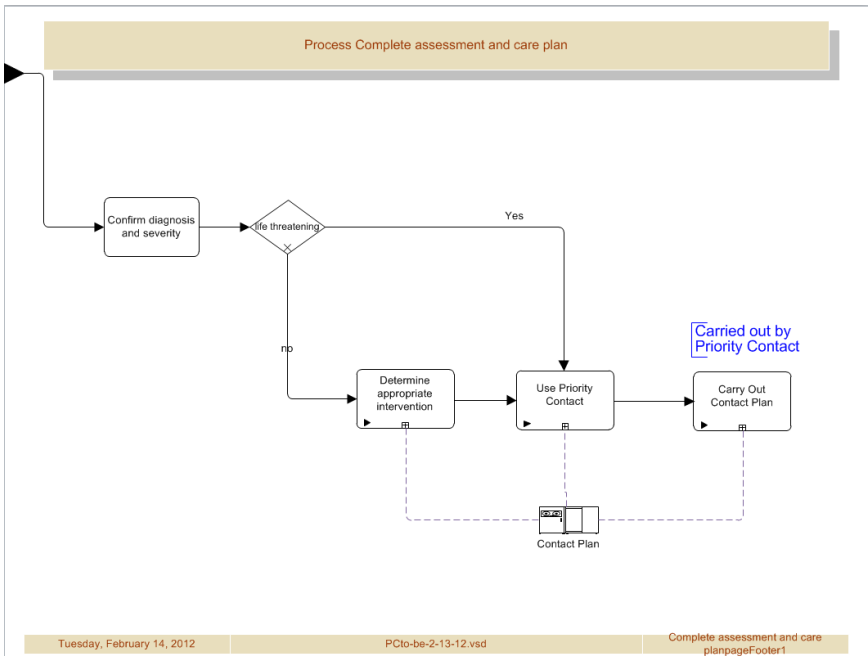 Process Complete assessment and care plan
Confirm diagnosis
and severity
life threatening
Yes
no
Carried out by
Priority Contact
Determine
appropriate
intervention
Use Priority
Contact
Carry Out
Contact Plan
Contact Plan
Tuesday, February 14, 2012
PCto-be-2-13-12.vsd
Complete assessment and care
planpageFooter1